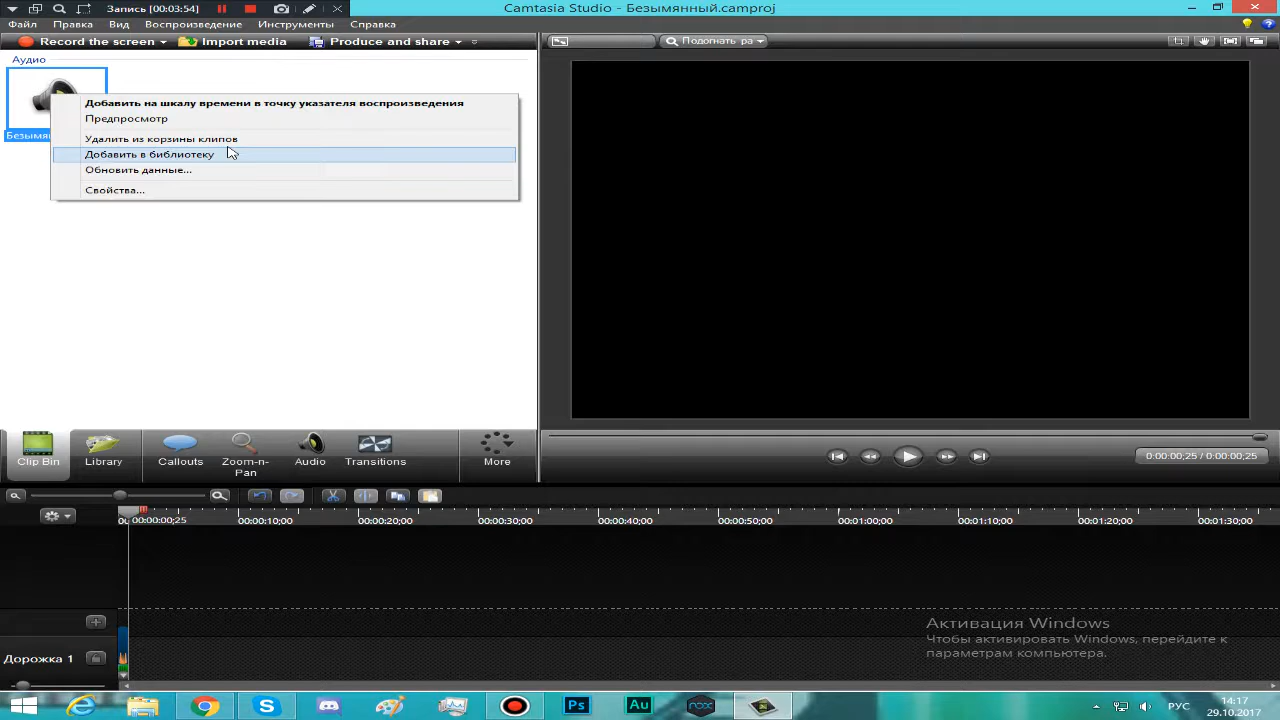 Запись [00:03:54]
Camtasia Studio - Безымянный.camproj
Файл Правка Вид Воспроизведение Инструменты Справка
Record the screen Import media Produce and share
Подогнать ра
Аудио
Безымян
Добавить на шкалу времени в точку указателя воспроизведения
Предпросмотр
Удалить из корзины клипов
Добавить в библиотеку
Обновить данные...
Свойства...
Clip Bin Library Callouts Zoom-n-Pan Audio Transitions More
0:00:00;25 / 0:00:00;25
00:00:00;25 00:00:10;00 00:00:20;00 00:00:30;00 00:00:40;00 00:00:50;00 00:01:00;00 00:01:10;00 00:01:20;00 00:01:30;00
Активация Windows
Чтобы активировать Windows, перейдите к
параметрам компьютера.
Дорожка 1
Ps Au nox
РУС
14:17
29.10.2017